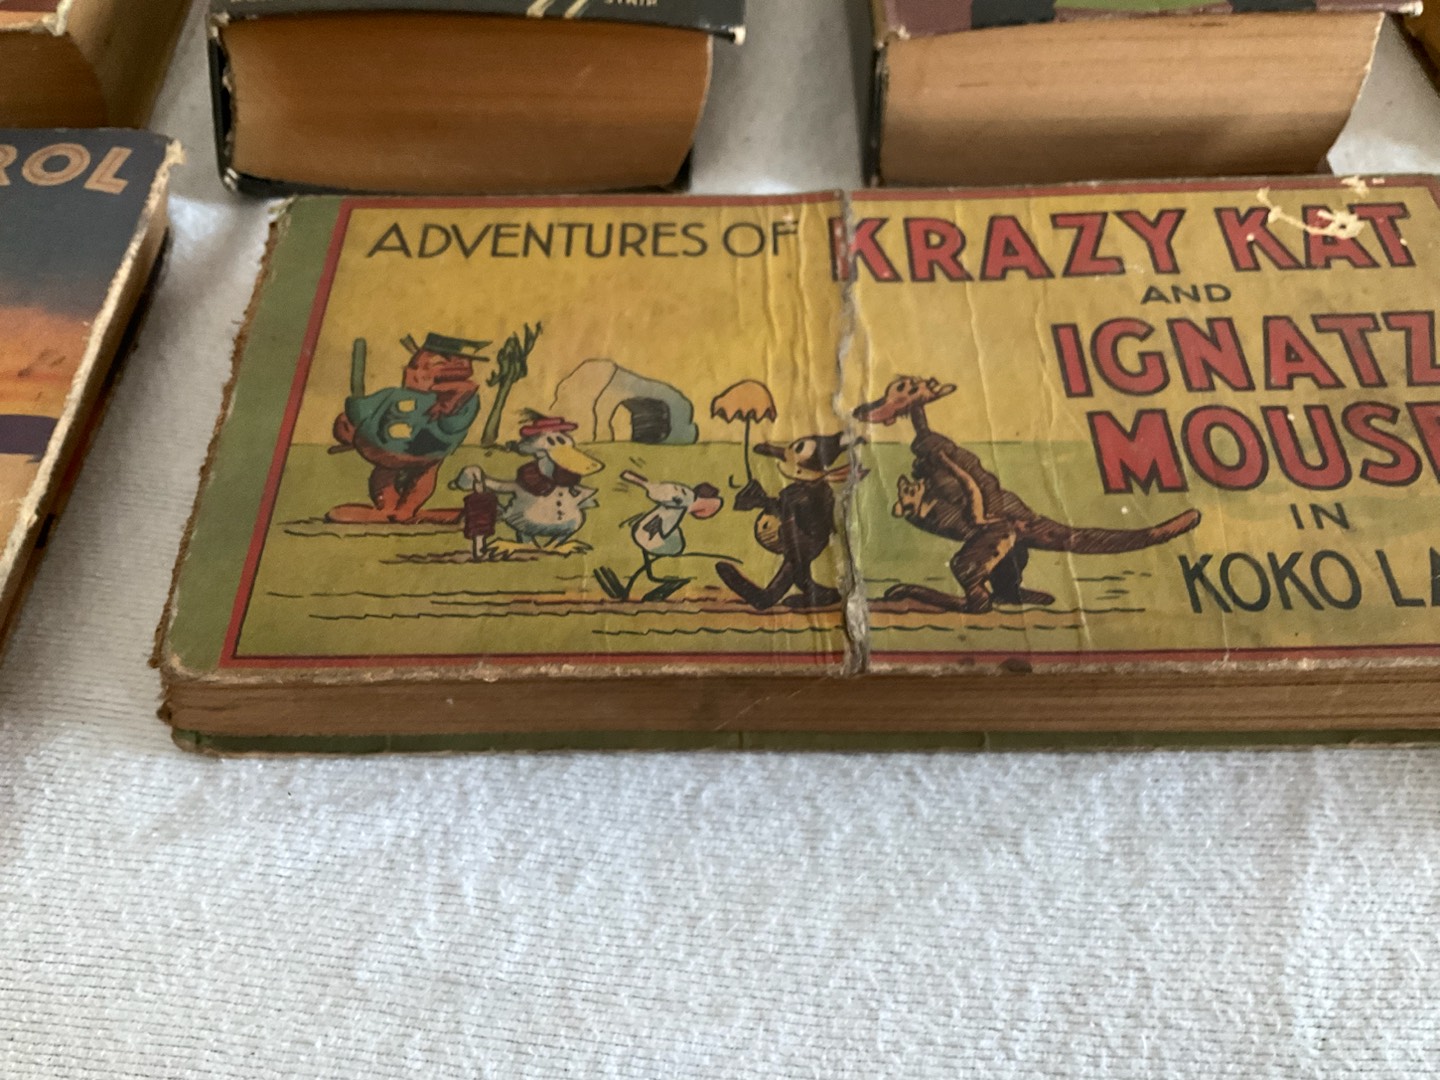 ROL
ADVENTURES OF KRAZY KAT
AND
IGNATZ
MOUSE
IN
KOKO LA